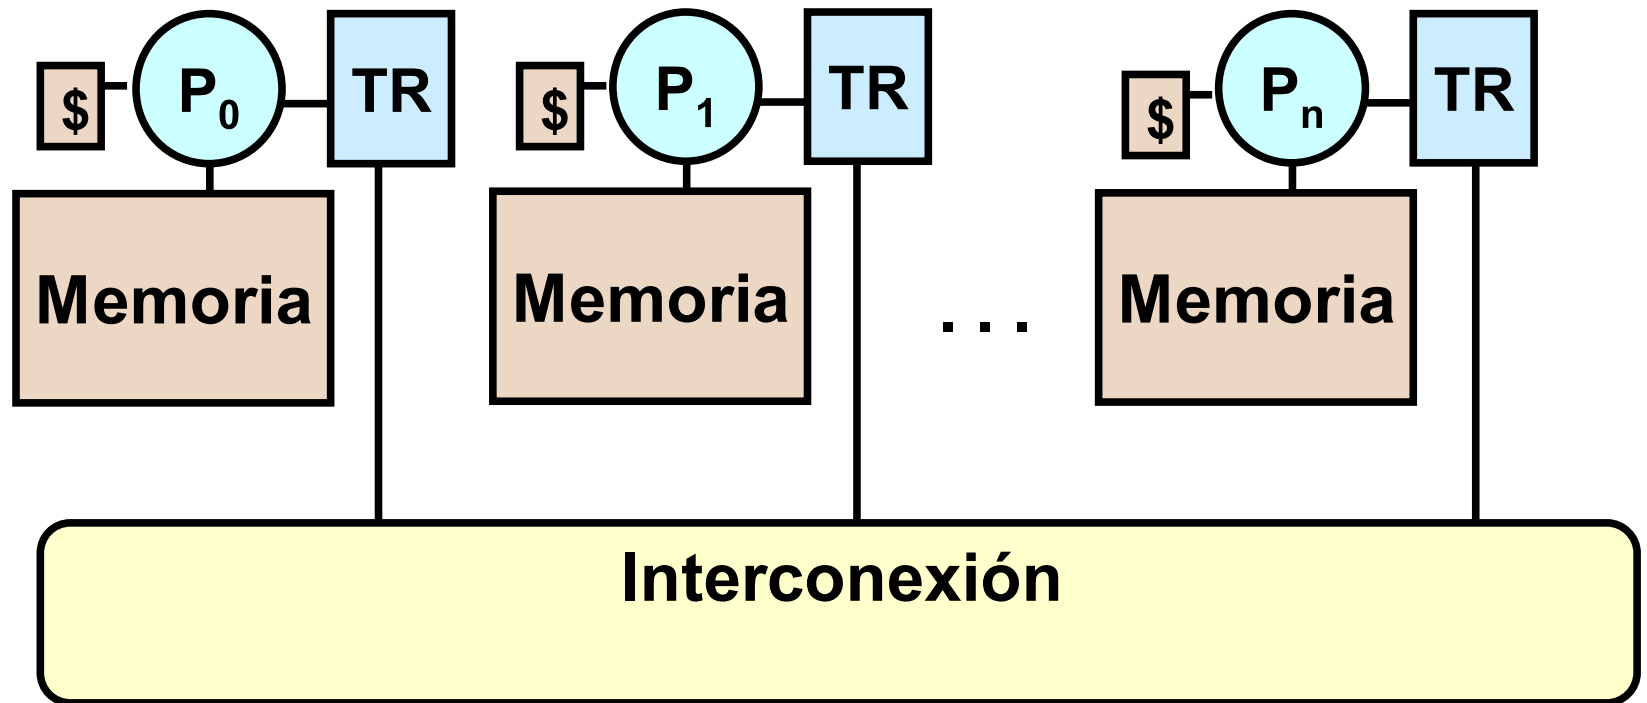 $ P0 TR $ P1 TR $ Pn TR
Memoria Memoria . . . Memoria
Interconexión